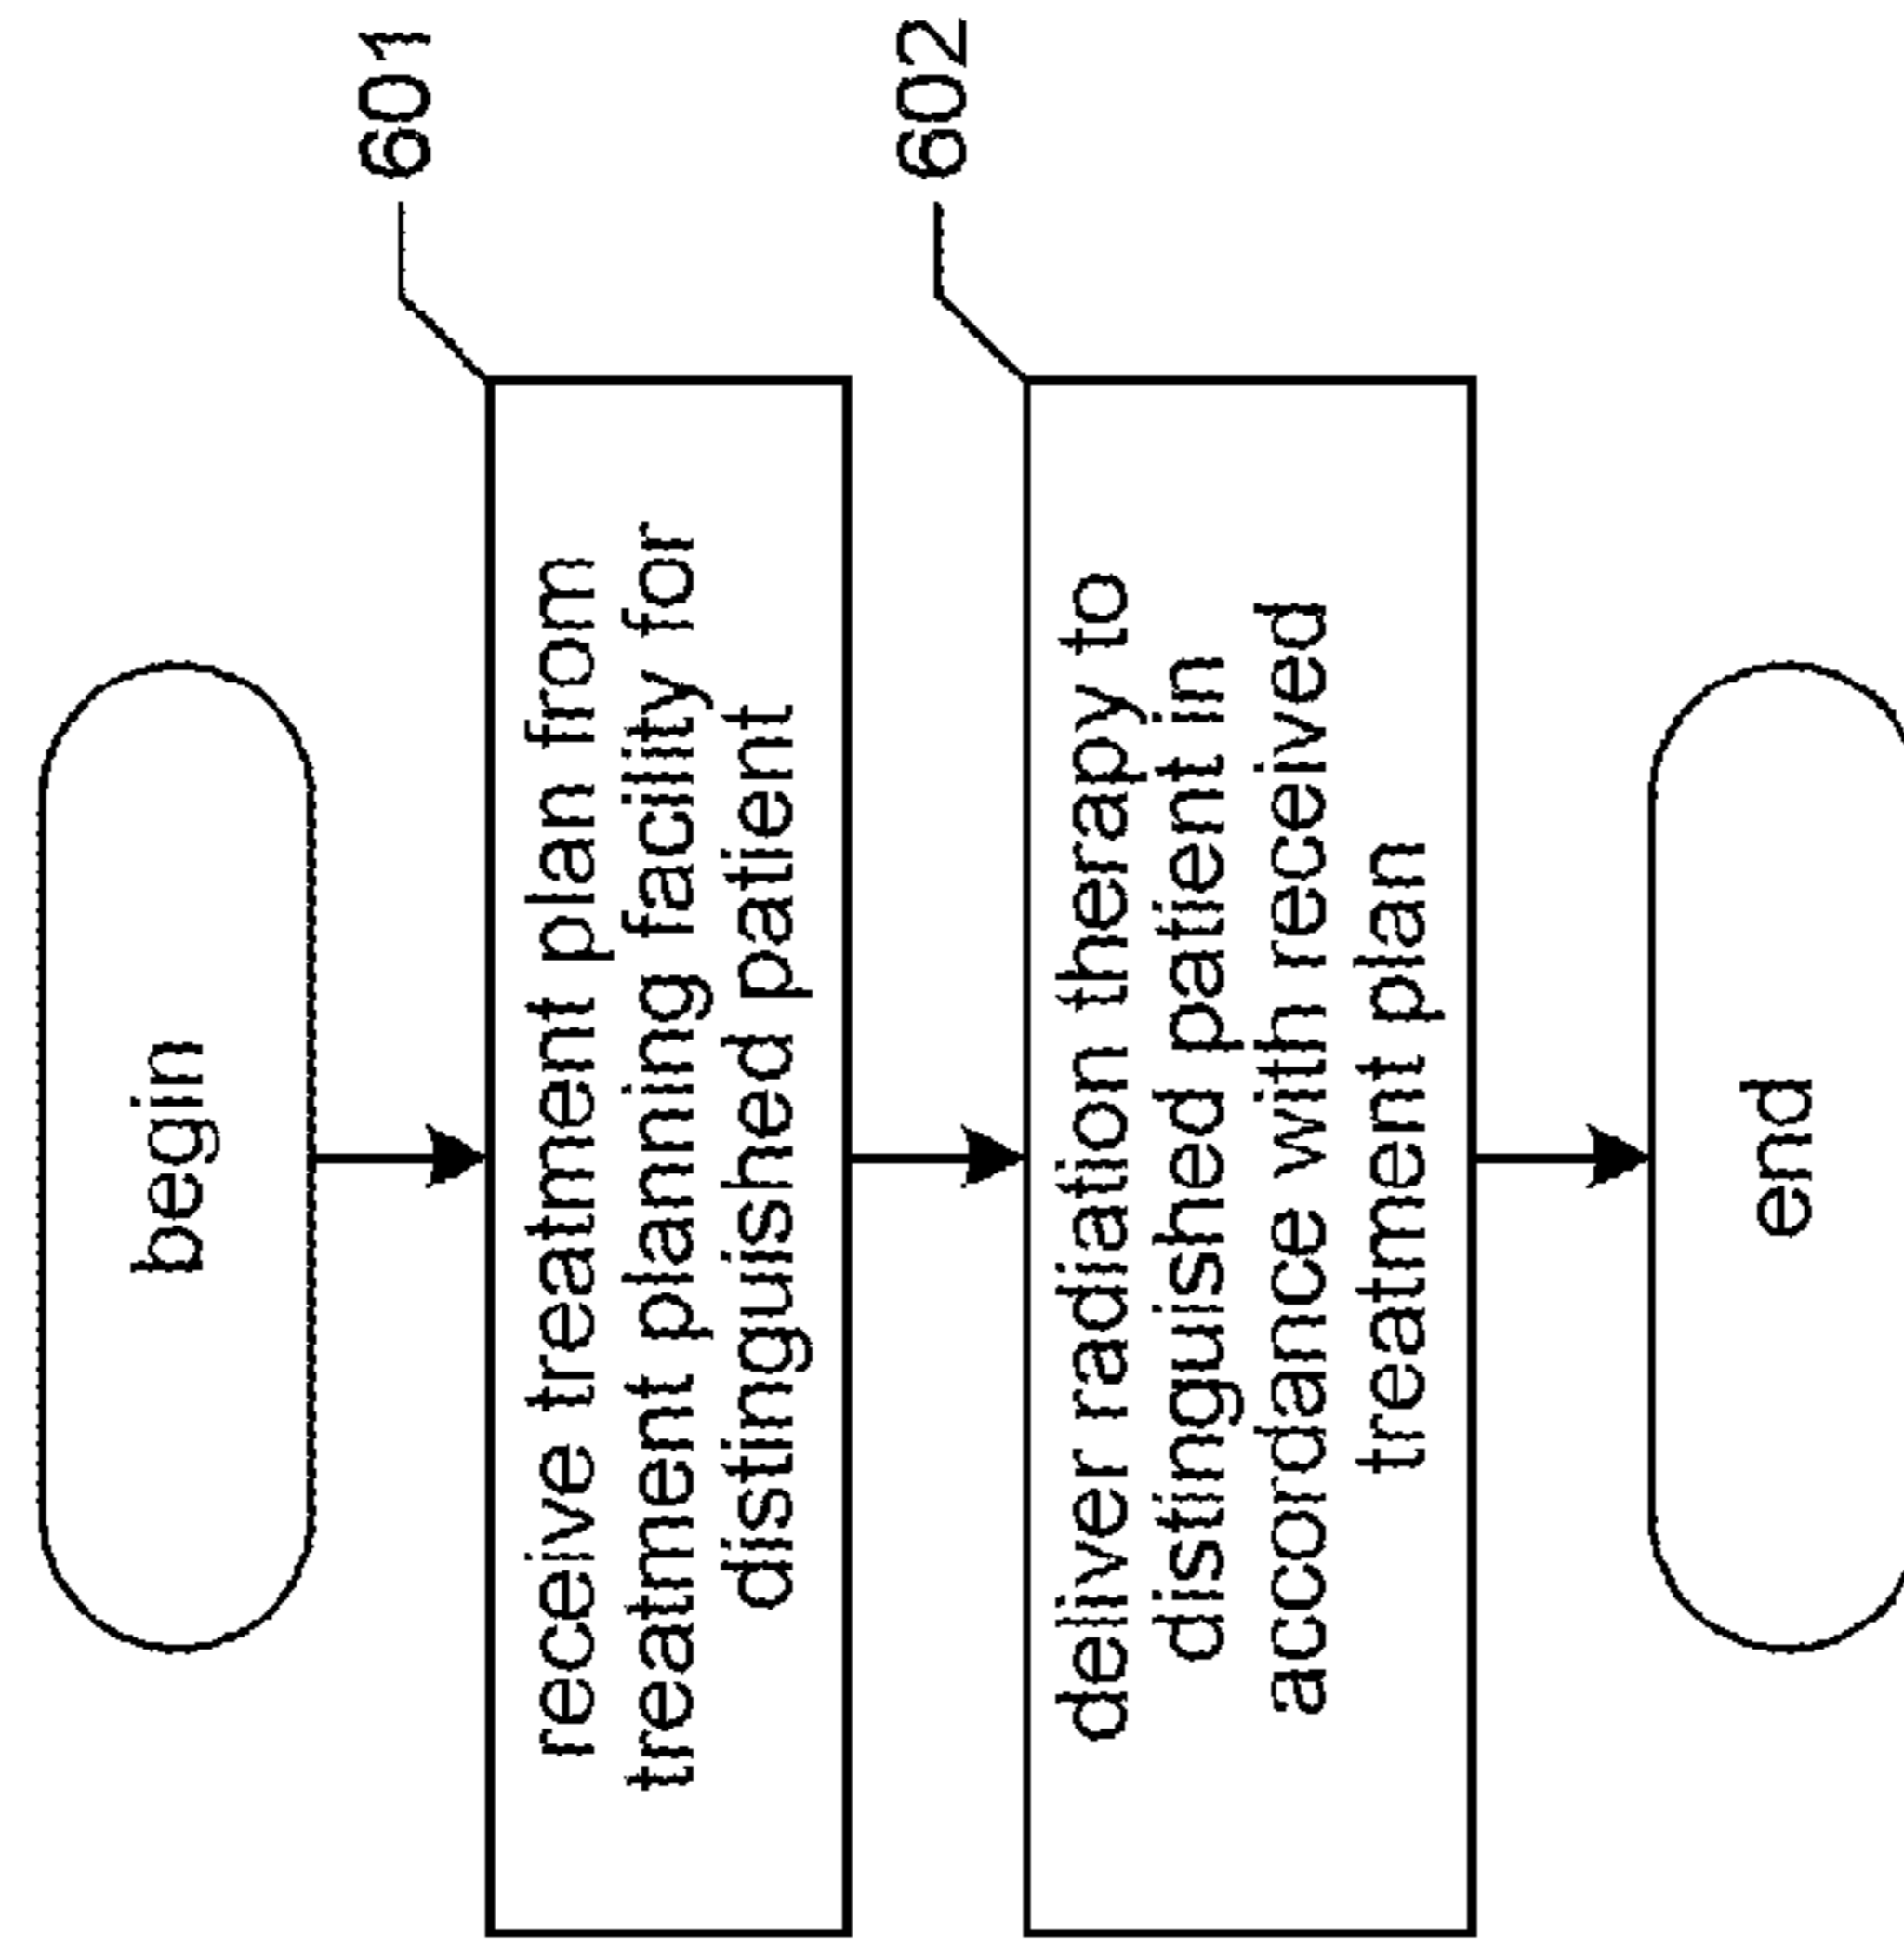 begin
601
receive treatment plan from
treatment planning facility for
distinguished patient
602
deliver radiation therapy to
distinguished patient in
accordance with received
treatment plan
end